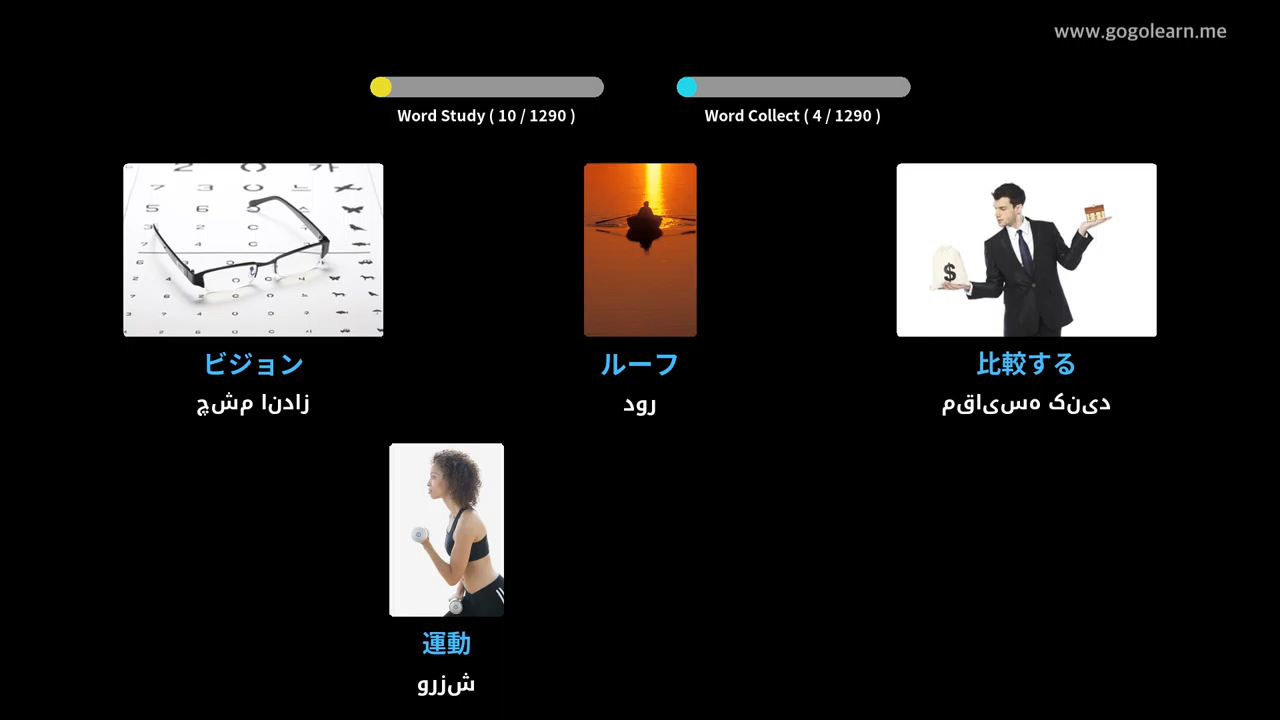 www.gogolearn.me
Word Study ( 10 / 1290 )
Word Collect ( 4 / 1290 )
ビジョン
چشم انداز
ルーフ
دور
比較する
مقایسه کنید
運動
ورزش